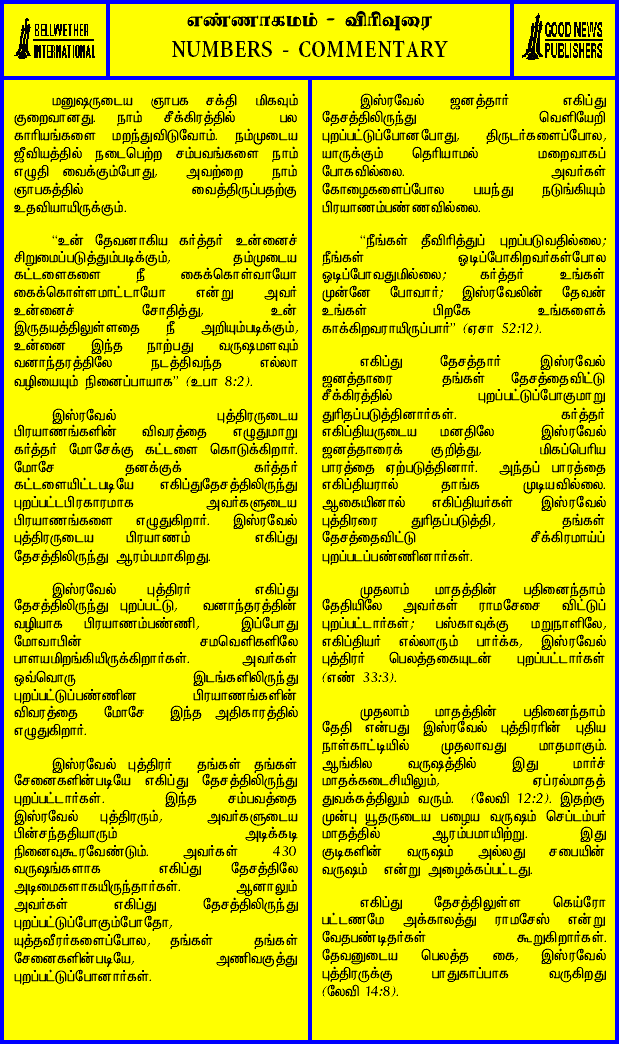 BELLWETHER
INTERNATIONAL
எண்ணாகமம் - விரிவுரை
NUMBERS - COMMENTARY
GOOD NEWS
PUBLISHERS
மனுஷருடைய ஞாபக சக்தி மிகவும்
குறைவானது. நாம் சீக்கிரத்தில் பல
காரியங்களை மறந்துவிடுவோம். நம்முடைய
ஜீவியத்தில் நடைபெற்ற சம்பவங்களை நாம்
எழுதி வைக்கும்போது, அவற்றை நாம்
ஞாபகத்தில் வைத்திருப்பதற்கு
உதவியாயிருக்கும்.
“உன் தேவனாகிய கர்த்தர் உன்னைச்
சிறுமைப்படுத்தும்படிக்கும், தம்முடைய
கட்டளைகளை நீ கைக்கொள்வாயோ
கைக்கொள்ளமாட்டாயோ என்று அவர்
உன்னைச் சோதித்து, உன்
இருதயத்திலுள்ளதை நீ அறியும்படிக்கும்,
உன்னை இந்த நாற்பது வருஷமளவும்
வனாந்தரத்திலே நடத்திவந்த எல்லா
வழியையும் நினைப்பாயாக” (உபா 8:2).
இஸ்ரவேல் புத்திரருடைய
பிரயாணங்களின் விவரத்தை எழுதுமாறு
கர்த்தர் மோசேக்கு கட்டளை கொடுக்கிறார்.
மோசே தனக்குக் கர்த்தர்
கட்டளையிட்டபடியே எகிப்துதேசத்திலிருந்து
புறப்பட்டபிரகாரமாக அவர்களுடைய
பிரயாணங்களை எழுதுகிறார். இஸ்ரவேல்
புத்திரருடைய பிரயாணம் எகிப்து
தேசத்திலிருந்து ஆரம்பமாகிறது.
இஸ்ரவேல் புத்திரர் எகிப்து
தேசத்திலிருந்து புறப்பட்டு, வனாந்தரத்தின்
வழியாக பிரயாணம்பண்ணி, இப்போது
மோவாபின் சமவெளிகளிலே
பாளயமிறங்கியிருக்கிறார்கள். அவர்கள்
ஒவ்வொரு இடங்களிலிருந்து
புறப்பட்டுப்பண்ணின பிரயாணங்களின்
விவரத்தை மோசே இந்த அதிகாரத்தில்
எழுதுகிறார்.
இஸ்ரவேல் புத்திரர் தங்கள் தங்கள்
சேனைகளின்படியே எகிப்து தேசத்திலிருந்து
புறப்பட்டார்கள். இந்த சம்பவத்தை
இஸ்ரவேல் புத்திரரும், அவர்களுடைய
பின்சந்ததியாரும் அடிக்கடி
நினைவுகூரவேண்டும். அவர்கள் 430
வருஷங்களாக எகிப்து தேசத்திலே
அடிமைகளாகயிருந்தார்கள். ஆனாலும்
அவர்கள் எகிப்து தேசத்திலிருந்து
புறப்பட்டுப்போகும்போதோ,
யுத்தவீரர்களைப்போல, தங்கள் தங்கள்
சேனைகளின்படியே, அணிவகுத்து
புறப்பட்டுப்போனார்கள்.
இஸ்ரவேல் ஜனத்தார் எகிப்து
தேசத்திலிருந்து வெளியேறி
புறப்பட்டுப்போனபோது, திருடர்களைப்போல,
யாருக்கும் தெரியாமல் மறைவாகப்
போகவில்லை. அவர்கள்
கோழைகளைப்போல பயந்து நடுங்கியும்
பிரயாணம்பண்ணவில்லை.
“நீங்கள் தீவிரித்துப் புறப்படுவதில்லை;
நீங்கள் ஓடிப்போகிறவர்கள்போல
ஓடிப்போவதுமில்லை; கர்த்தர் உங்கள்
முன்னே போவார்; இஸ்ரவேலின் தேவன்
உங்கள் பிறகே உங்களைக்
காக்கிறவராயிருப்பார்” (ஏசா 52:12).
எகிப்து தேசத்தார் இஸ்ரவேல்
ஜனத்தாரை தங்கள் தேசத்தைவிட்டு
சீக்கிரத்தில் புறப்பட்டுப்போகுமாறு
துரிதப்படுத்தினார்கள். கர்த்தர்
எகிப்தியருடைய மனதிலே இஸ்ரவேல்
ஜனத்தாரைக் குறித்து, மிகப்பெரிய
பாரத்தை ஏற்படுத்தினார். அந்தப் பாரத்தை
எகிப்தியரால் தாங்க முடியவில்லை.
ஆகையினால் எகிப்தியர்கள் இஸ்ரவேல்
புத்திரரை துரிதப்படுத்தி, தங்கள்
தேசத்தைவிட்டு சீக்கிரமாய்ப்
புறப்படப்பண்ணினார்கள்.
முதலாம் மாதத்தின் பதினைந்தாம்
தேதியிலே அவர்கள் ராமசேசை விட்டுப்
புறப்பட்டார்கள்; பஸ்காவுக்கு மறுநாளிலே,
எகிப்தியர் எல்லாரும் பார்க்க, இஸ்ரவேல்
புத்திரர் பெலத்தகையுடன் புறப்பட்டார்கள்
(எண் 33:3).
முதலாம் மாதத்தின் பதினைந்தாம்
தேதி என்பது இஸ்ரவேல் புத்திரரின் புதிய
நாள்காட்டியில் முதலாவது மாதமாகும்.
ஆங்கில வருஷத்தில் இது மார்ச்
மாதக்கடைசியிலும், ஏப்ரல்மாதத்
துவக்கத்திலும் வரும். (லேவி 12:2). இதற்கு
முன்பு யூதருடைய பழைய வருஷம் செப்டம்பர்
மாதத்தில் ஆரம்பமாயிற்று. இது
குடிகளின் வருஷம் அல்லது சபையின்
வருஷம் என்று அழைக்கப்பட்டது.
எகிப்து தேசத்திலுள்ள கெய்ரோ
பட்டணமே அக்காலத்து ராமசேஸ் என்று
வேதபண்டிதர்கள் கூறுகிறார்கள்.
தேவனுடைய பெலத்த கை, இஸ்ரவேல்
புத்திரருக்கு பாதுகாப்பாக வருகிறது
(லேவி 14:8).